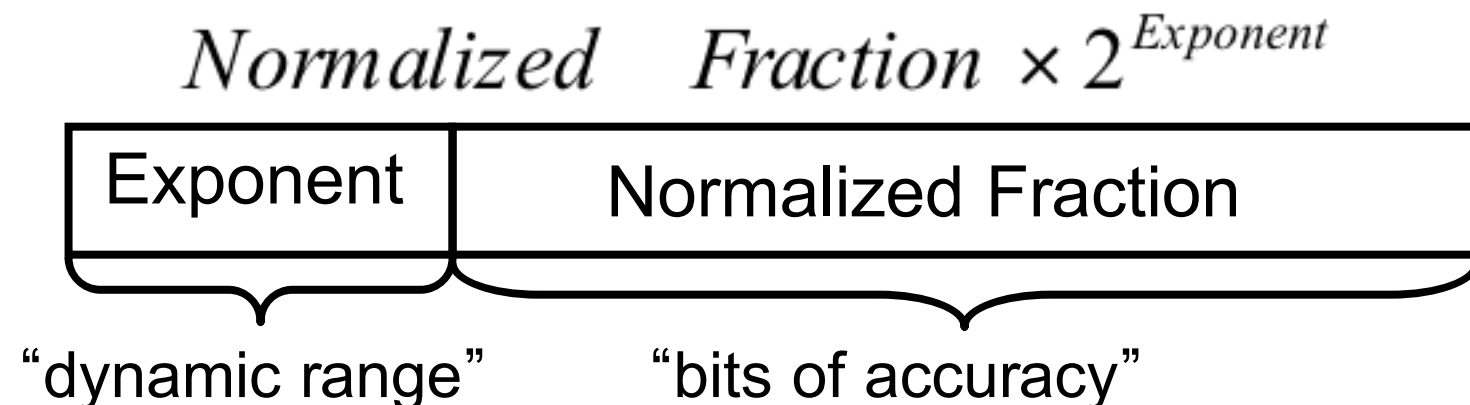 Normalized Fraction × 2^Exponent
Exponent Normalized Fraction
“dynamic range” “bits of accuracy”